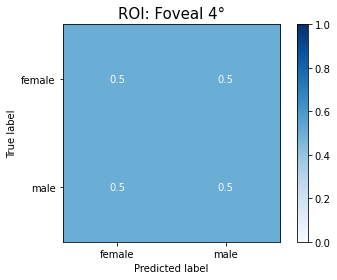 ROI: Foveal 4°
1.0
female 0.5 0.5
0.8
True label
0.6
0.4
male 0.5 0.5
0.2
0.0
female male
Predicted label